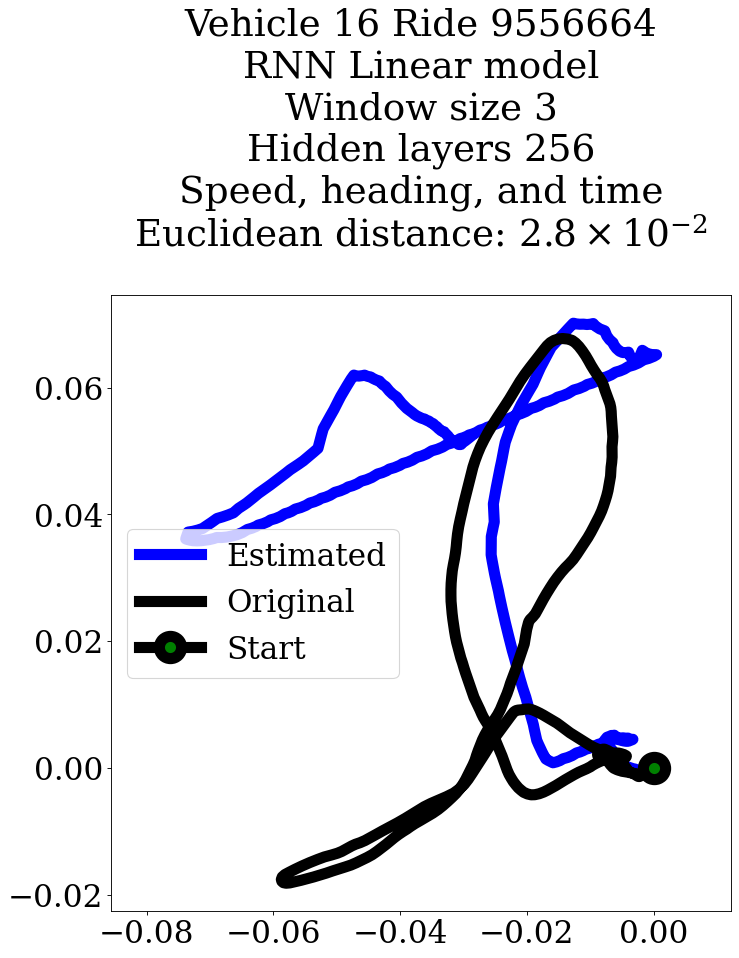 Vehicle 16 Ride 9556664
RNN Linear model
Window size 3
Hidden layers 256
Speed, heading, and time
Euclidean distance: 2.8 × 10⁻²
0.06
0.04
0.02
0.00
−0.02
Estimated
Original
Start
−0.08 −0.06 −0.04 −0.02 0.00